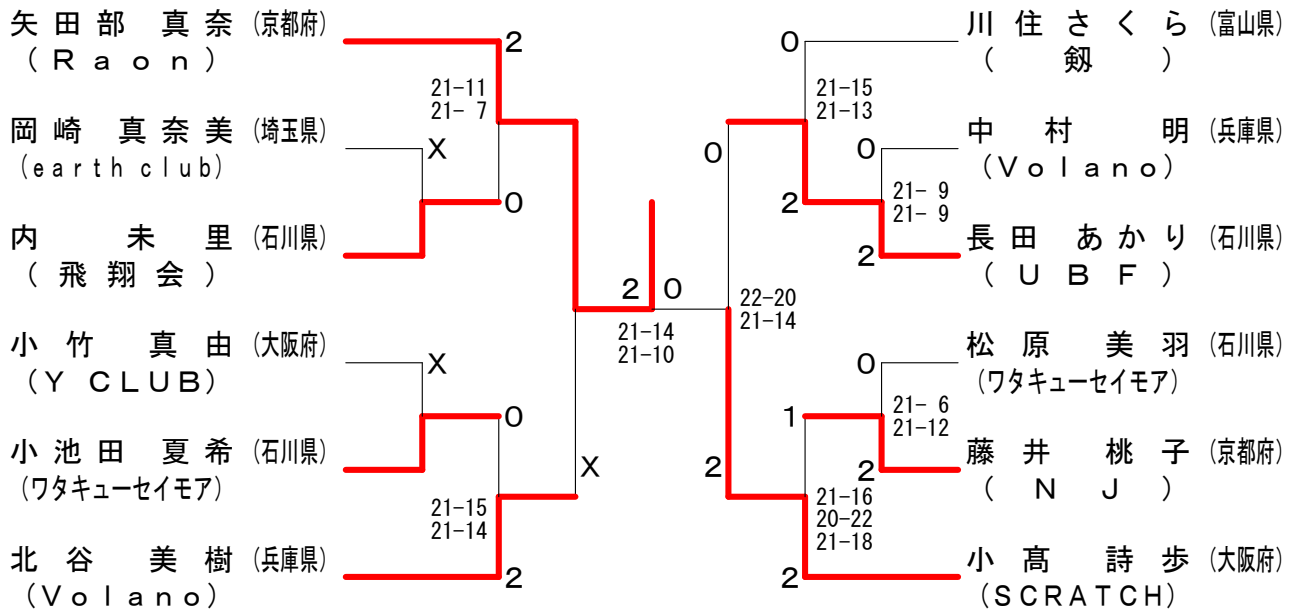 矢田部 真奈 (京都府)
(Raon)
岡崎 真奈美 (埼玉県)
(earth club)
内 未里 (石川県)
(飛翔会)
小竹 真由 (大阪府)
(Y CLUB)
小池田 夏希 (石川県)
(ワタキューセイモア)
北谷 美樹 (兵庫県)
(Volano)
2
21-11
21- 7
X
0
X
0
21-15
21-14
2
X
2 0
21-14
21-10
0
22-20
21-14
2
0
21-15
21-13
2
0
21- 9
21- 9
2
0
21- 6
21-12
2
1
21-16
20-22
21-18
2
川住さくら (富山県)
(剱)
中村 明 (兵庫県)
(Volano)
長田 あかり (石川県)
(UBF)
松原 美羽 (石川県)
(ワタキューセイモア)
藤井 桃子 (京都府)
(NJ)
小髙 詩歩 (大阪府)
(SCRATCH)